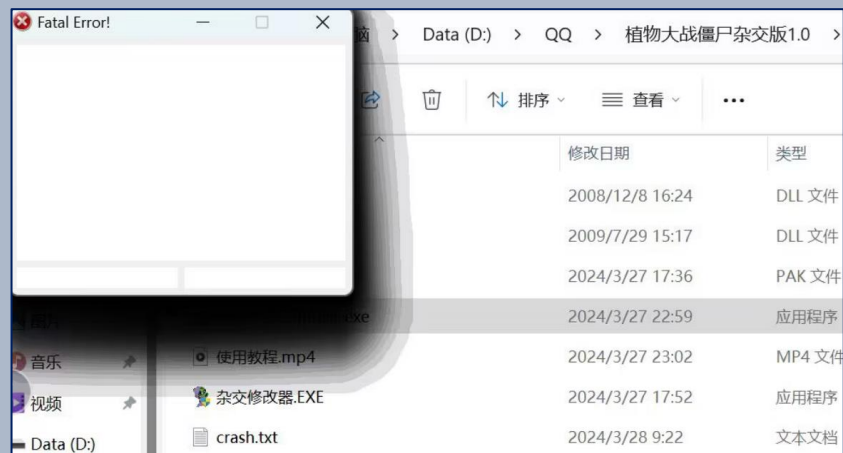 Fatal Error!
脑 > Data (D:) > QQ > 植物大战僵尸杂交版1.0 >
排序 查看 ...
修改日期 类型
2008/12/8 16:24 DLL 文件
2009/7/29 15:17 DLL 文件
2024/3/27 17:36 PAK 文件
exe 2024/3/27 22:59 应用程序
音乐 使用教程.mp4 2024/3/27 23:02 MP4 文件
视频 杂交修改器.EXE 2024/3/27 17:52 应用程序
Data (D:) crash.txt 2024/3/28 9:22 文本文档